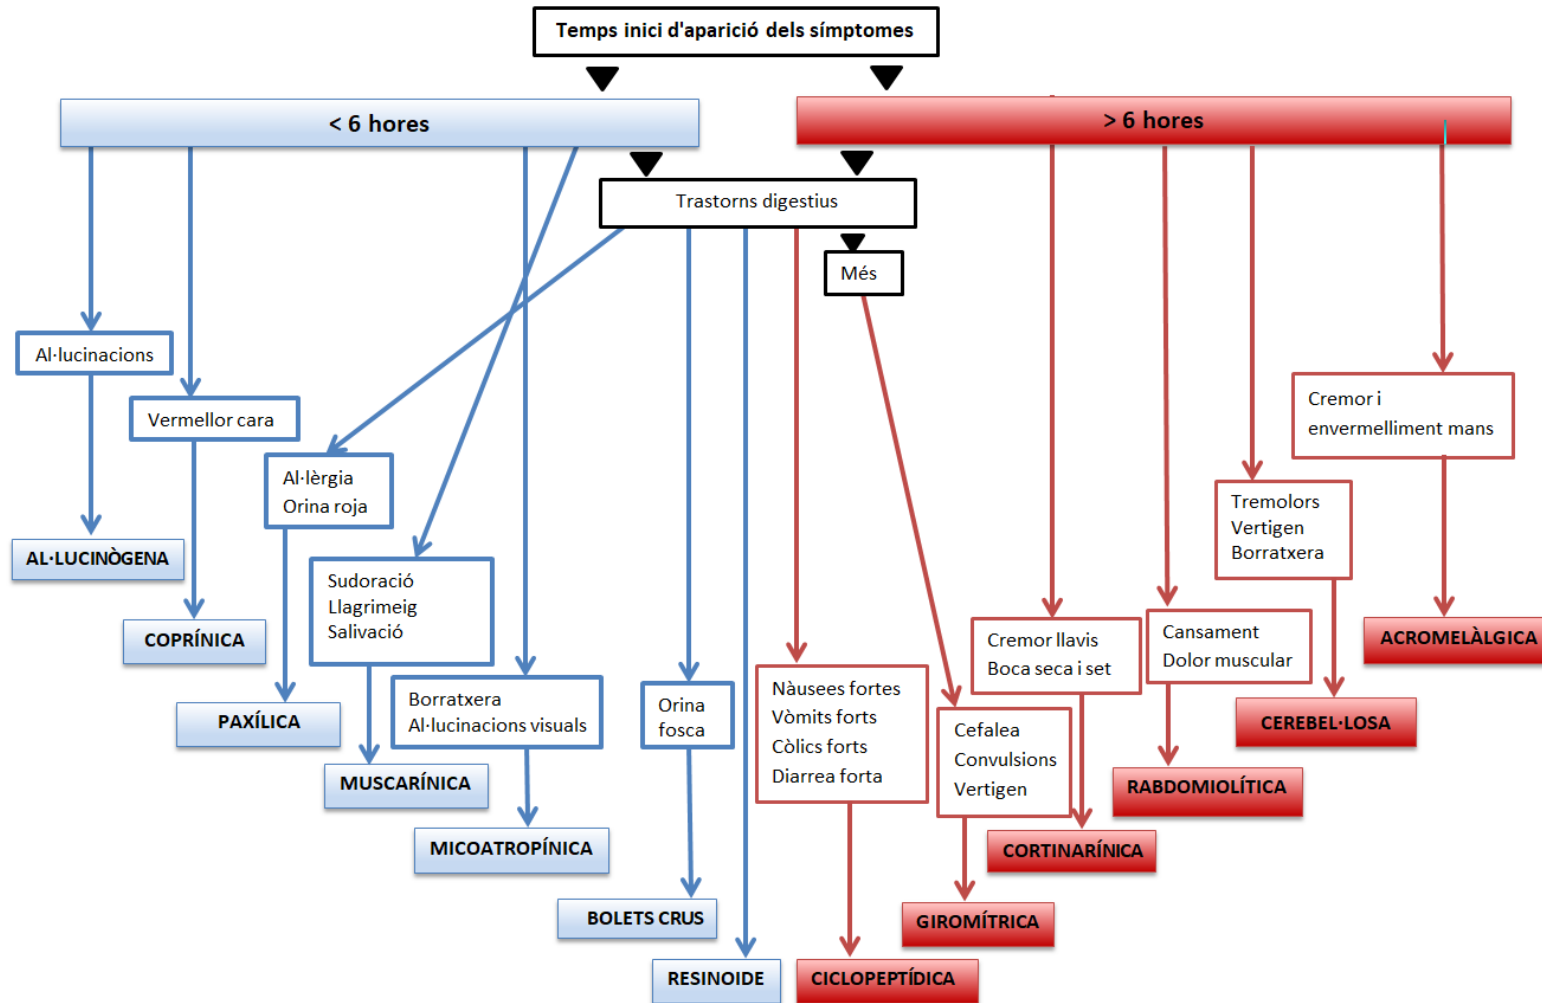 Temps inici d'aparició dels símptomes
< 6 hores
> 6 hores
Trastorns digestius
Més
Al·lucinacions
Vermellor cara
Cremor i
envermelliment mans
Al·lèrgia
Orina roja
Tremolors
Vertigen
Borratxera
AL·LUCINÒGENA
Sudoració
Llagrimeig
Salivació
COPRÍNICA
Cremor llavis
Boca seca i set
Cansament
Dolor muscular
ACROMELÀLGICA
PAXÍLICA
Borratxera
Al·lucinacions visuals
Orina
fosca
Nàusees fortes
Vòmits forts
Còlics forts
Diarrea forta
Cefalea
Convulsions
Vertigen
CEREBEL·LOSA
MUSCARÍNICA
RABDOMIOLÍTICA
MICOATROPÍNICA
CORTINARÍNICA
BOLETS CRUS
GIROMÍTRICA
RESINOIDE
CICLOPEPTÍDICA